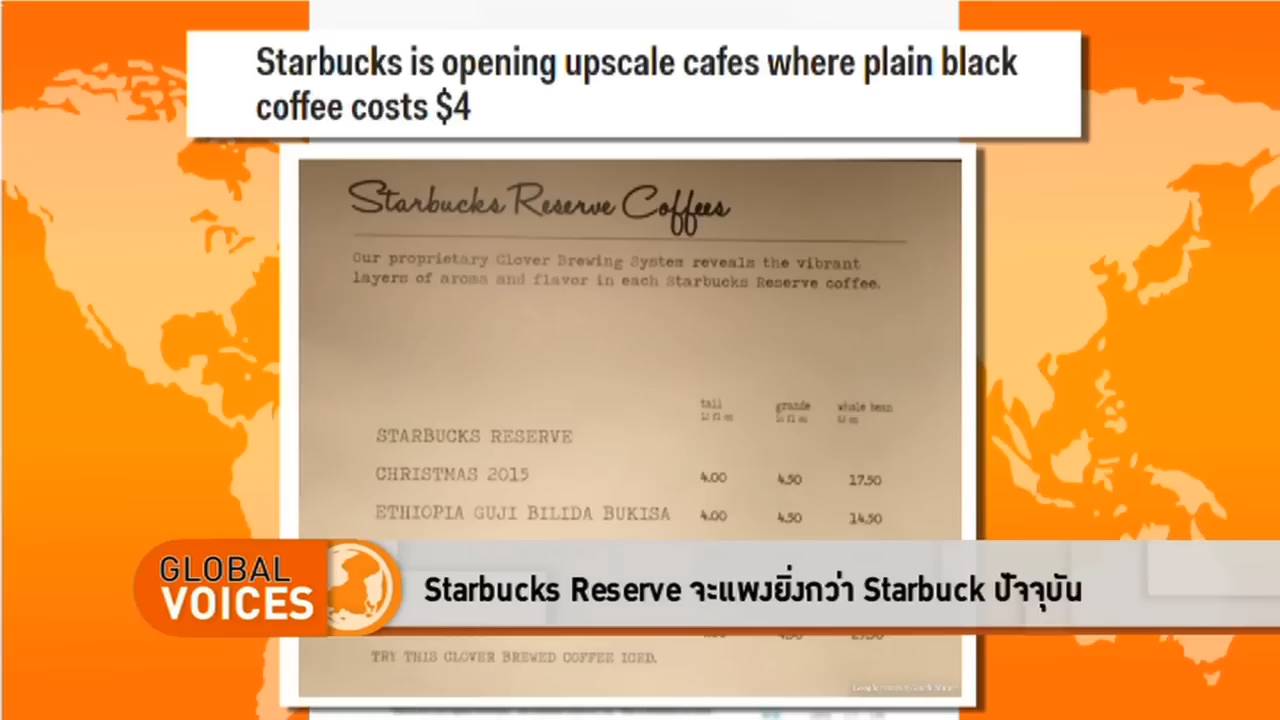 Starbucks is opening upscale cafes where plain black
coffee costs $4
Starbucks Reserve Coffees
Our proprietary Clover Brewing System reveals the vibrant
layers of aroma and flavor in each Starbucks Reserve coffee.
tall grande whole bean
STARBUCKS RESERVE
CHRISTMAS 2015 4.00 4.50 17.50
ETHIOPIA GUJI BILIDA BUKISA 4.00 4.50 14.50
GLOBAL
VOICES
Starbucks Reserve จะแพงยิ่งกว่า Starbuck ปัจจุบัน
TRY THIS CLOVER BREWED COFFEE ICED.